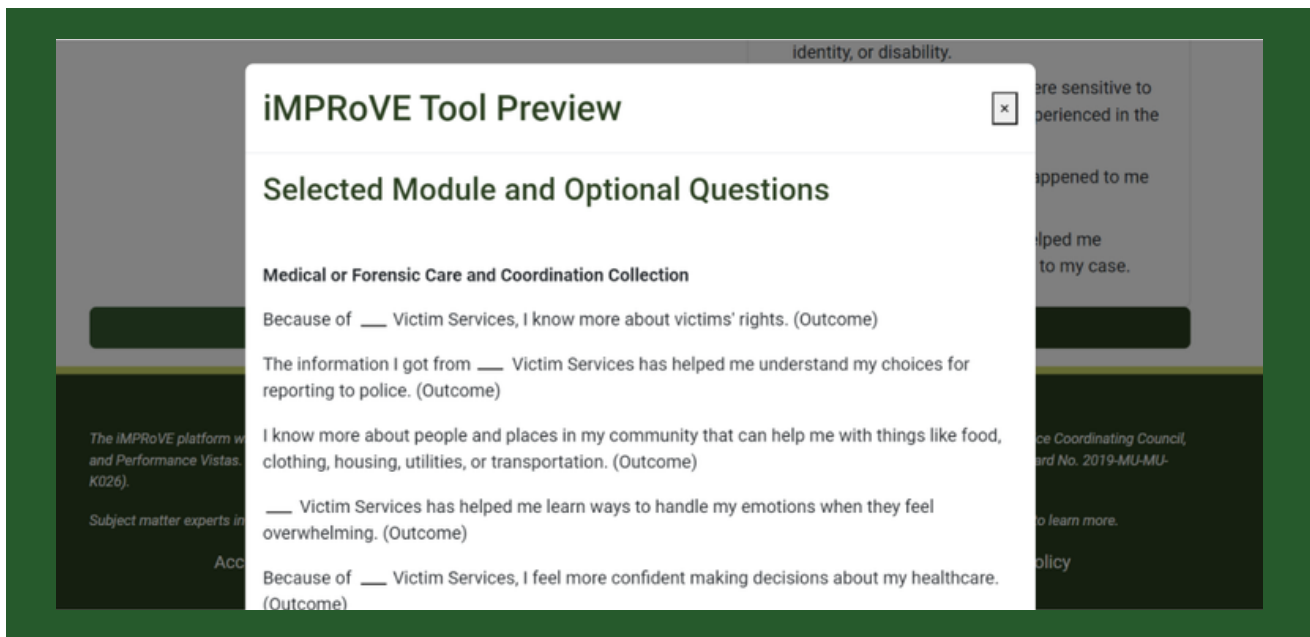 identity, or disability.
iMPRoVE Tool Preview
×
ere sensitive to
perienced in the
Selected Module and Optional Questions
appened to me
elped me
to my case.
Medical or Forensic Care and Coordination Collection
Because of ___ Victim Services, I know more about victims' rights. (Outcome)
The information I got from ___ Victim Services has helped me understand my choices for
reporting to police. (Outcome)
I know more about people and places in my community that can help me with things like food,
clothing, housing, utilities, or transportation. (Outcome)
___ Victim Services has helped me learn ways to handle my emotions when they feel
overwhelming. (Outcome)
Because of ___ Victim Services, I feel more confident making decisions about my healthcare.
(Outcome)
The iMPRoVE platform w
and Performance Vistas.
K026).
Subject matter experts in
Acc
ce Coordinating Council,
ard No. 2019-MU-MU-
to learn more.
olicy